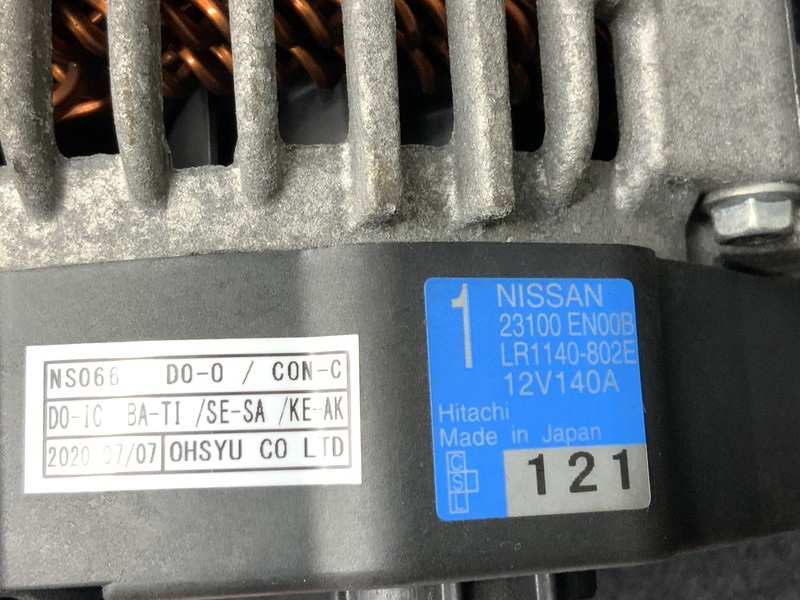 NS066 DO-O / CON-C
DO-IC BA-TI /SE-SA /KE-AK
2020 07/07 OHSYU CO LTD
1
NISSAN
23100 EN00B
LR1140-802E
12V140A
Hitachi
Made in Japan
CSL
121